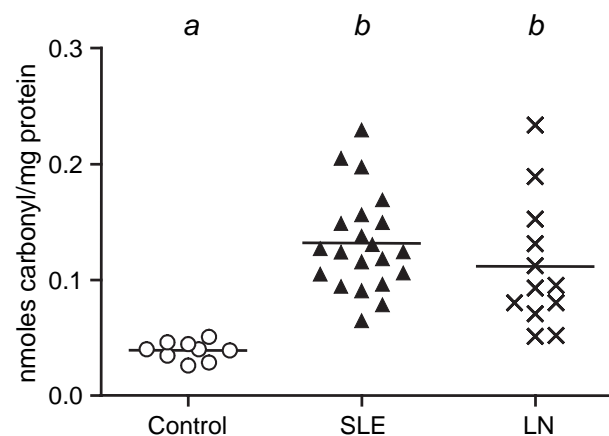 a b b
nmoles carbonyl/mg protein
0.3
0.2
0.1
0.0
Control SLE LN